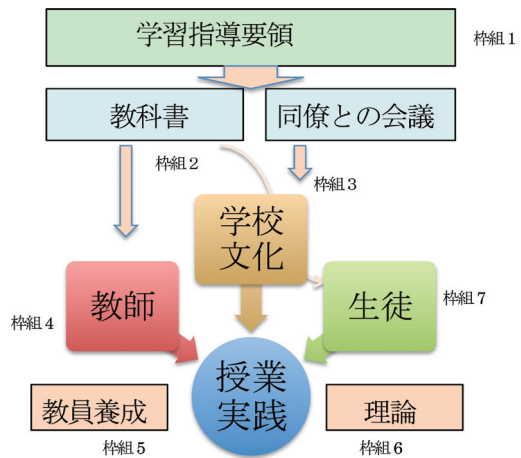 学習指導要領
枠組1
教科書
同僚との会議
枠組2
枠組3
学校
文化
教師
生徒
枠組4
枠組7
授業
実践
教員養成
理論
枠組5
枠組6